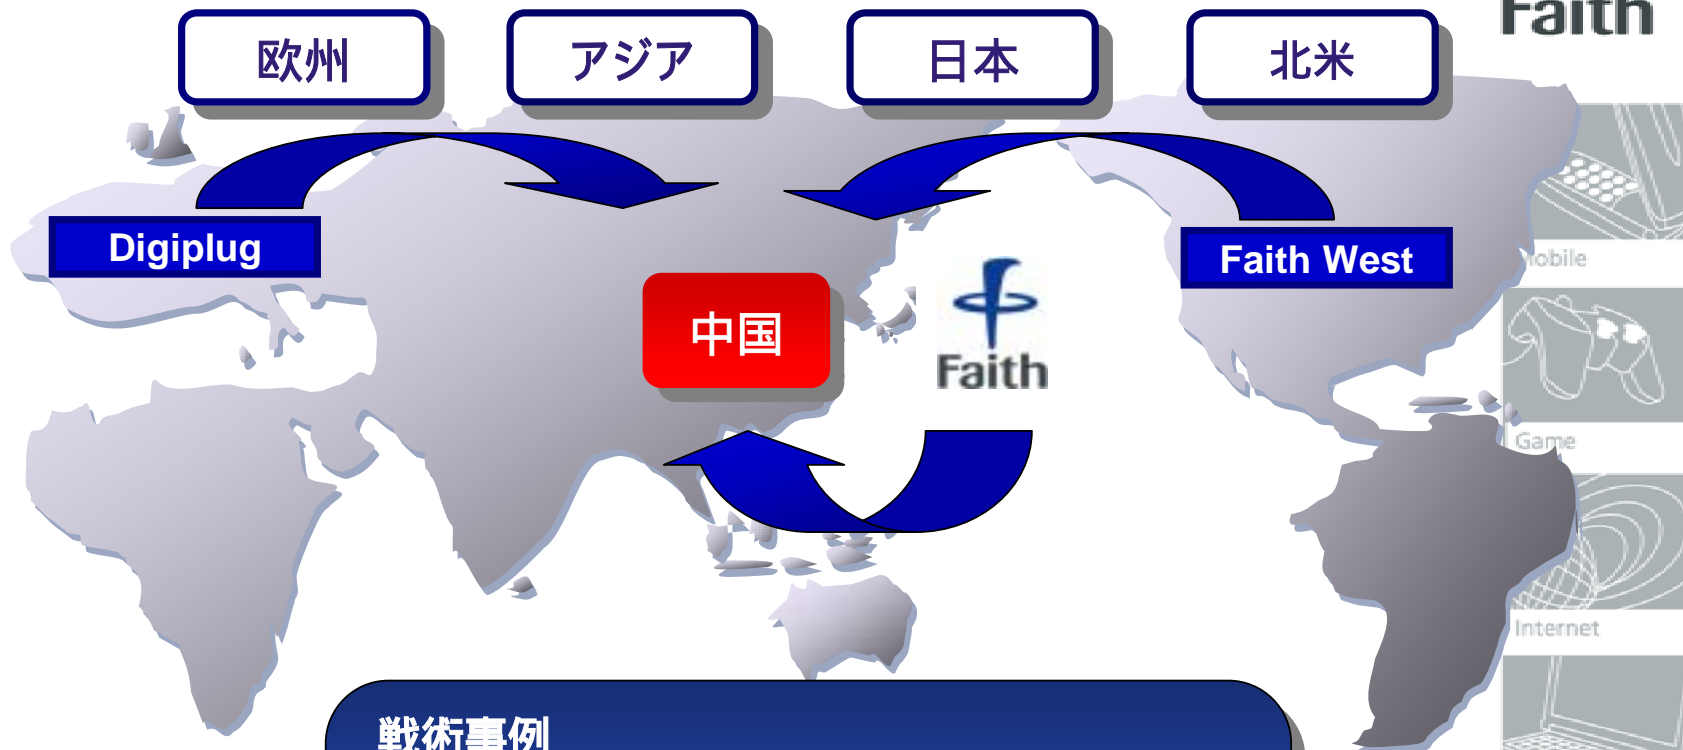 Faith
欧州
アジア
日本
北米
Digiplug
Faith West
中国
Faith
Mobile
Game
Internet
戦術事例